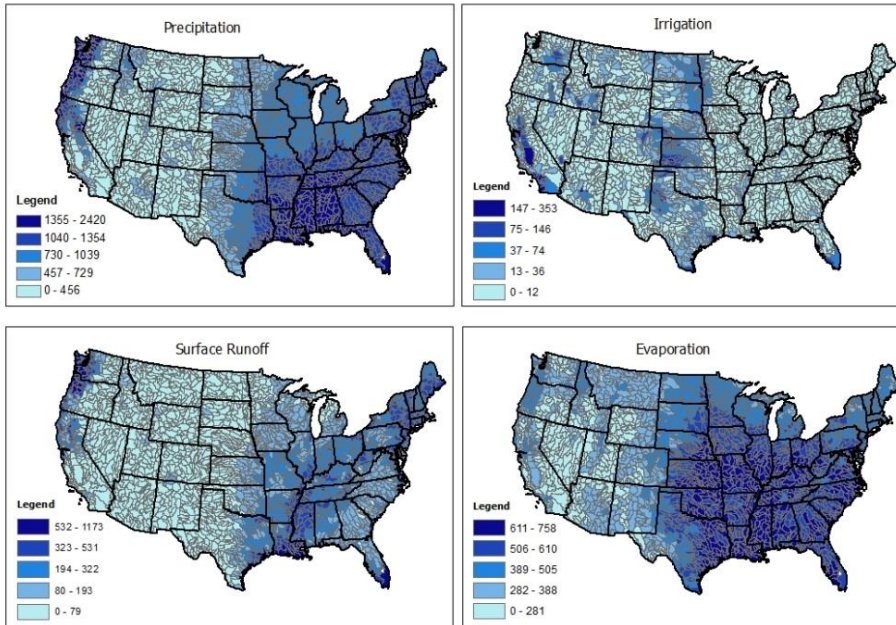 Precipitation
Legend
1355 - 2420
1040 - 1354
730 - 1039
457 - 729
0 - 456
Irrigation
Legend
147 - 353
75 - 146
37 - 74
13 - 36
0 - 12
Surface Runoff
Legend
532 - 1173
323 - 531
194 - 322
80 - 193
0 - 79
Evaporation
Legend
611 - 758
506 - 610
389 - 505
282 - 388
0 - 281